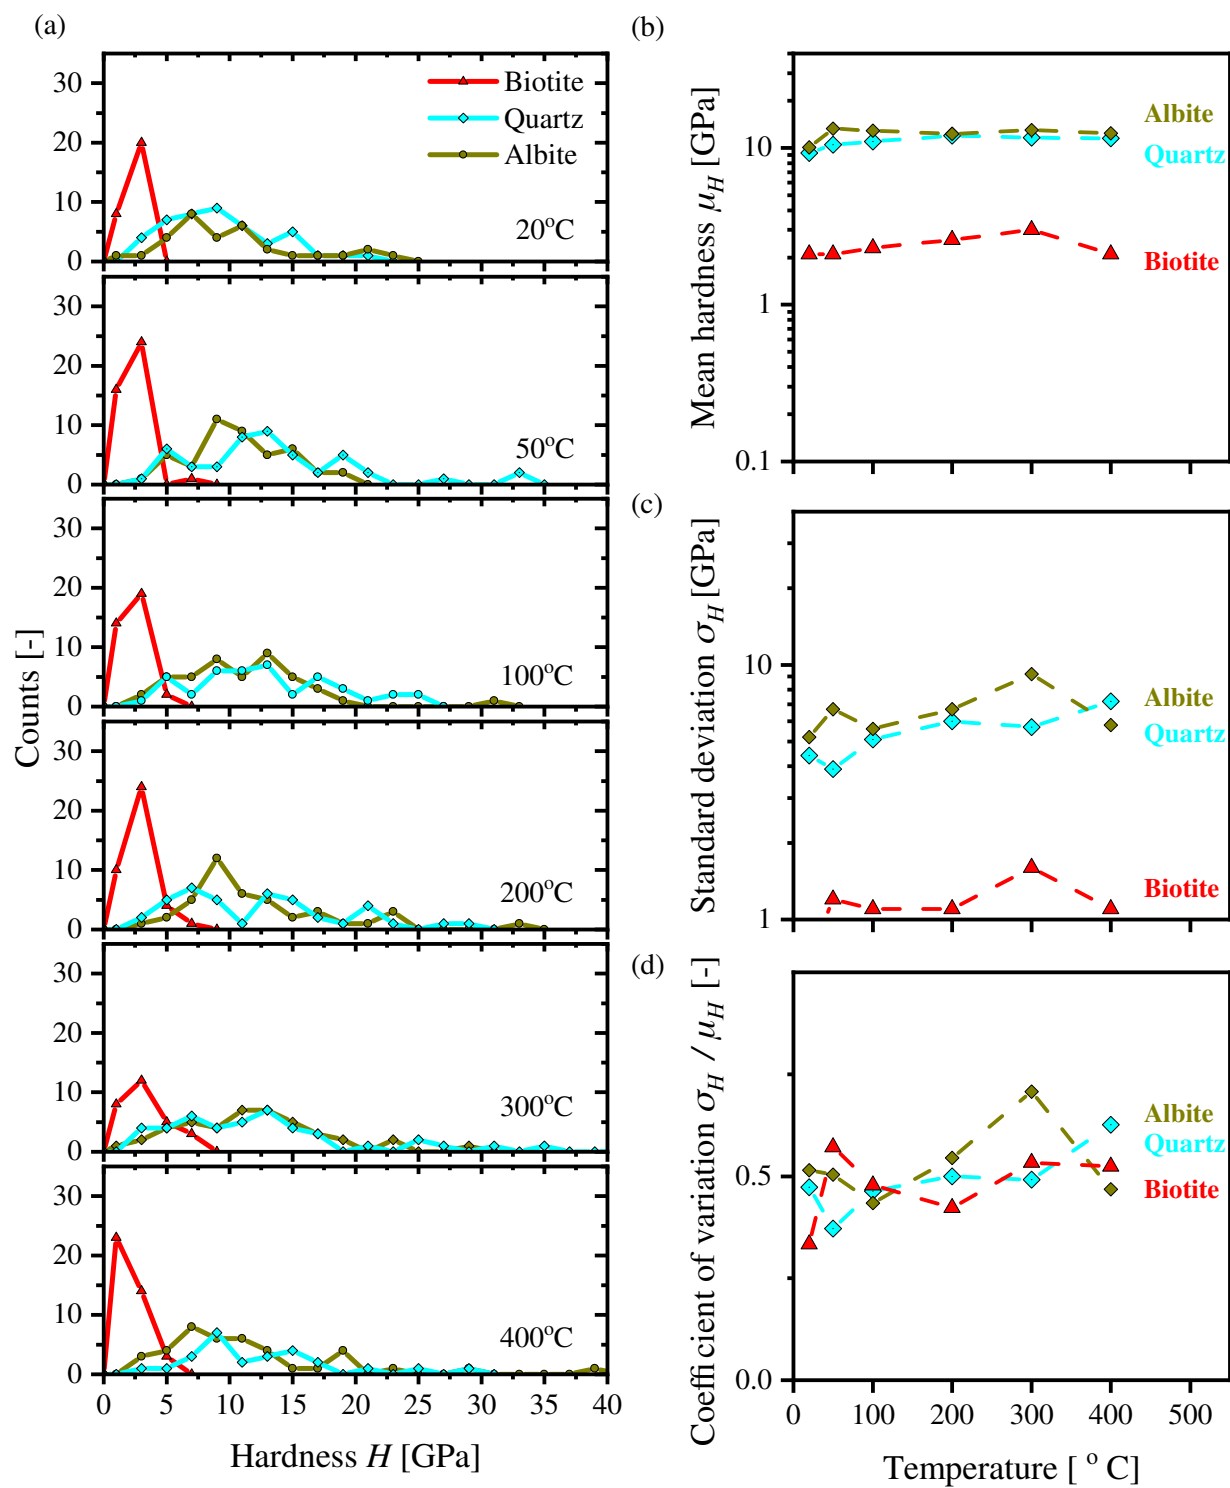 (a)
Counts [-]
30
20
10
0
Biotite
Quartz
Albite
20°C
30
20
10
0
50°C
30
20
10
0
100°C
30
20
10
0
200°C
30
20
10
0
300°C
30
20
10
0
400°C
0 5 10 15 20 25 30 35 40
Hardness H [GPa]
(b)
Mean hardness μH [GPa]
10
1
0.1
Albite
Quartz
Biotite
(c)
Standard deviation σH [GPa]
10
1
Albite
Quartz
Biotite
(d)
Coeffi cient of variation σH / μH [-]
0.5
0.0
Albite
Quartz
Biotite
0 100 200 300 400 500
Temperature [ ° C]